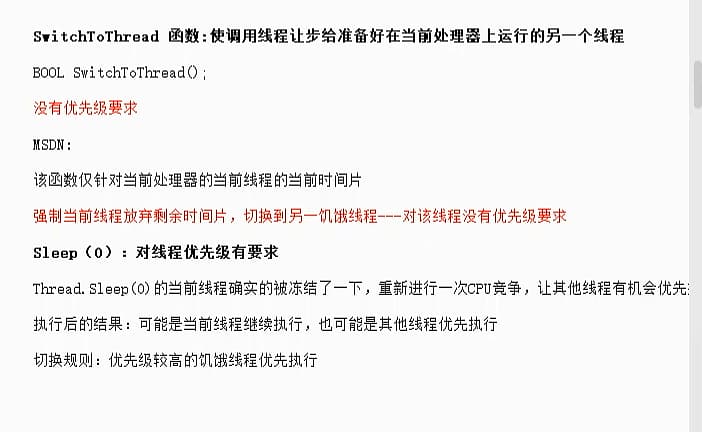 SwitchToThread 函数:使调用线程让步给准备好在当前处理器上运行的另一个线程
BOOL SwitchToThread();
没有优先级要求
MSDN:
该函数仅针对当前处理器的当前线程的当前时间片
强制当前线程放弃剩余时间片，切换到另一饥饿线程---对该线程没有优先级要求
Sleep（0）：对线程优先级有要求
Thread.Sleep(0)的当前线程确实的被冻结了一下，重新进行一次CPU竞争，让其他线程有机会优先
执行后的结果：可能是当前线程继续执行，也可能是其他线程优先执行
切换规则：优先级较高的饥饿线程优先执行